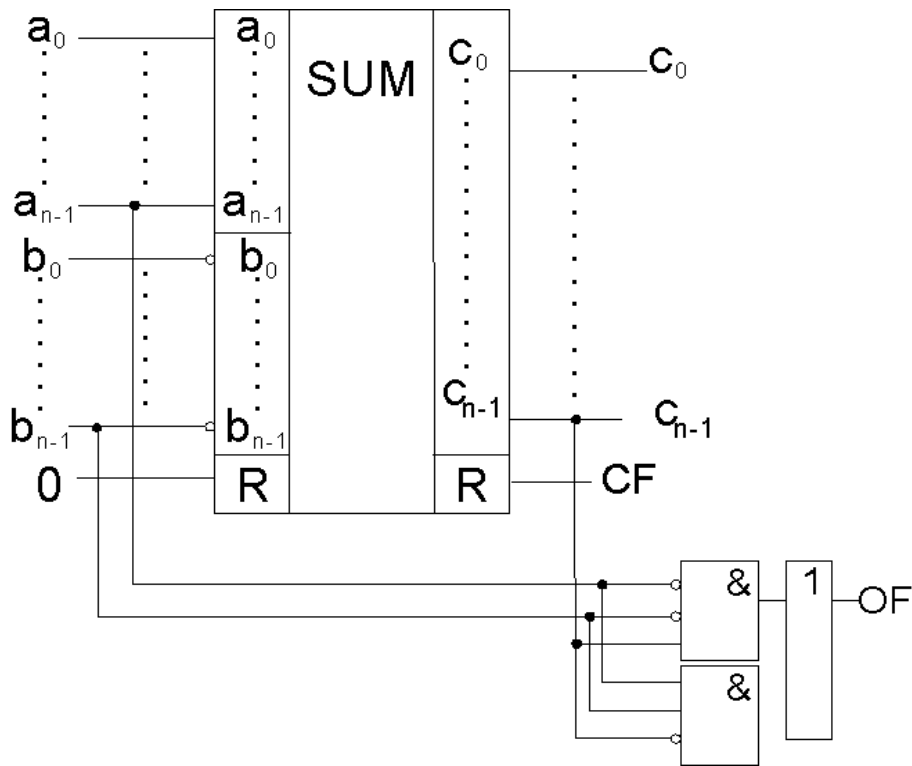 a₀ a₀ SUM c₀ c₀
aₙ₋₁ aₙ₋₁
b₀ b₀
cₙ₋₁ cₙ₋₁
bₙ₋₁ bₙ₋₁
0 R R CF
& 1 OF
&